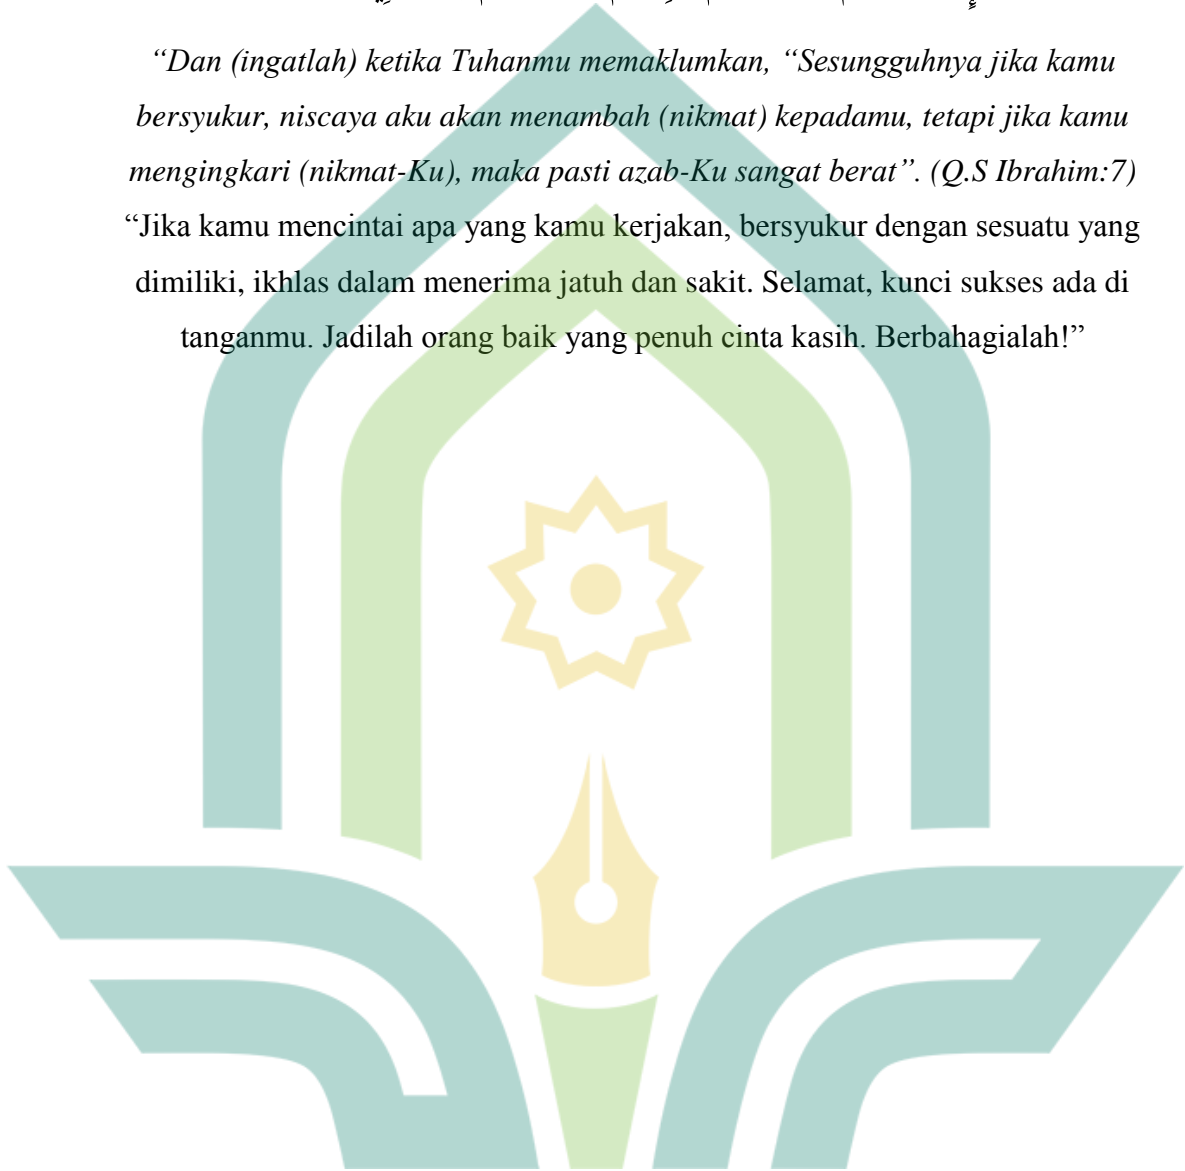 “Dan (ingatlah) ketika Tuhanmu memaklumkan, “Sesungguhnya jika kamu
bersyukur, niscaya aku akan menambah (nikmat) kepadamu, tetapi jika kamu
mengingkari (nikmat-Ku), maka pasti azab-Ku sangat berat”. (Q.S Ibrahim:7)
“Jika kamu mencintai apa yang kamu kerjakan, bersyukur dengan sesuatu yang
dimiliki, ikhlas dalam menerima jatuh dan sakit. Selamat, kunci sukses ada di
tanganmu. Jadilah orang baik yang penuh cinta kasih. Berbahagialah!”